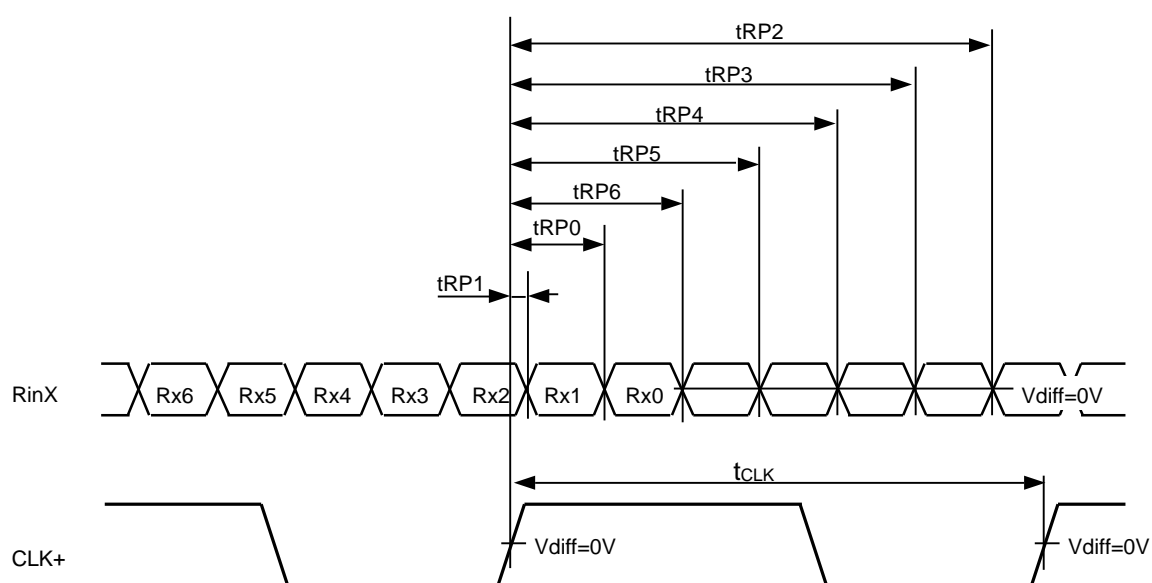 tRP2
tRP3
tRP4
tRP5
tRP6
tRP0
tRP1
RinX Rx6 Rx5 Rx4 Rx3 Rx2 Rx1 Rx0 Vdiff=0V
tCLK
CLK+ Vdiff=0V Vdiff=0V